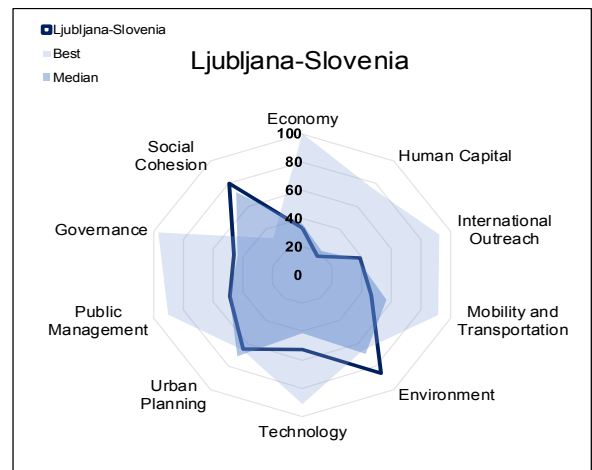 Ljubljana-Slovenia
Best
Median
Ljubljana-Slovenia
Economy
Human Capital
International
Outreach
Mobility and
Transportation
Environment
Technology
Urban
Planning
Public
Management
Governance
Social
Cohesion
100
80
60
40
20
0